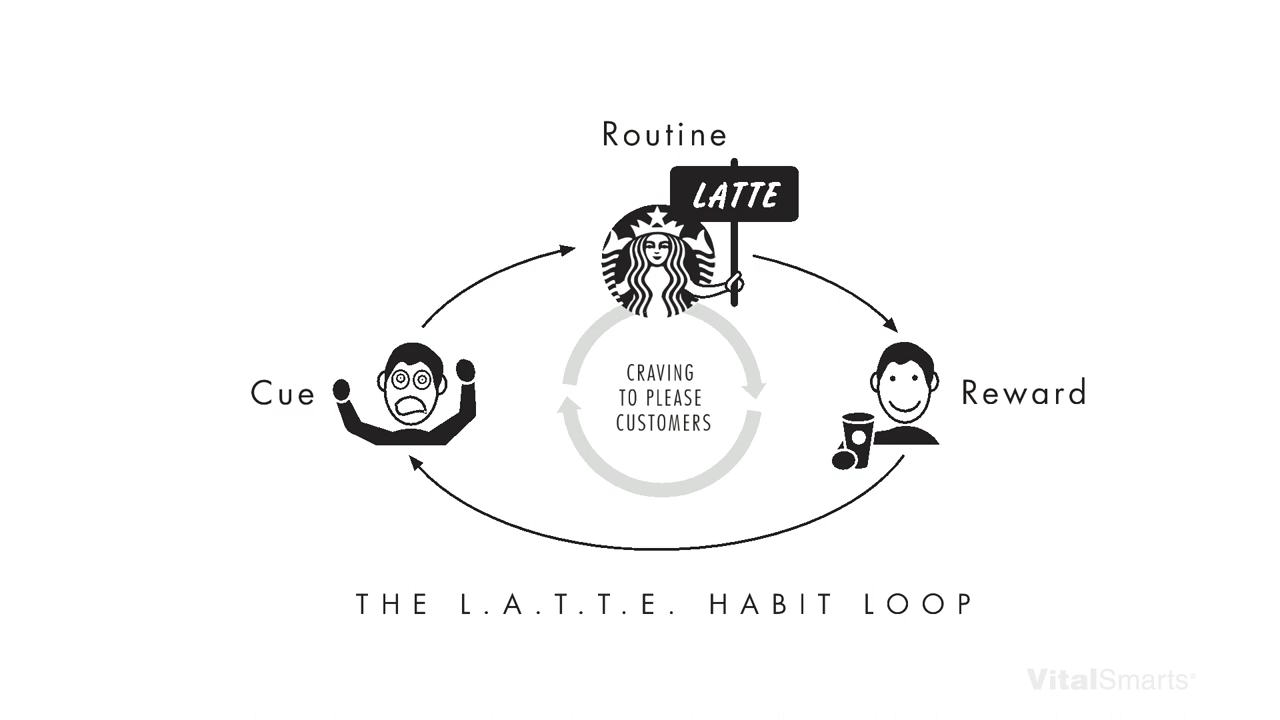 Routine
LATTE
Cue
CRAVING
TO PLEASE
CUSTOMERS
Reward
THE L.A.T.T.E. HABIT LOOP
VitalSmarts®